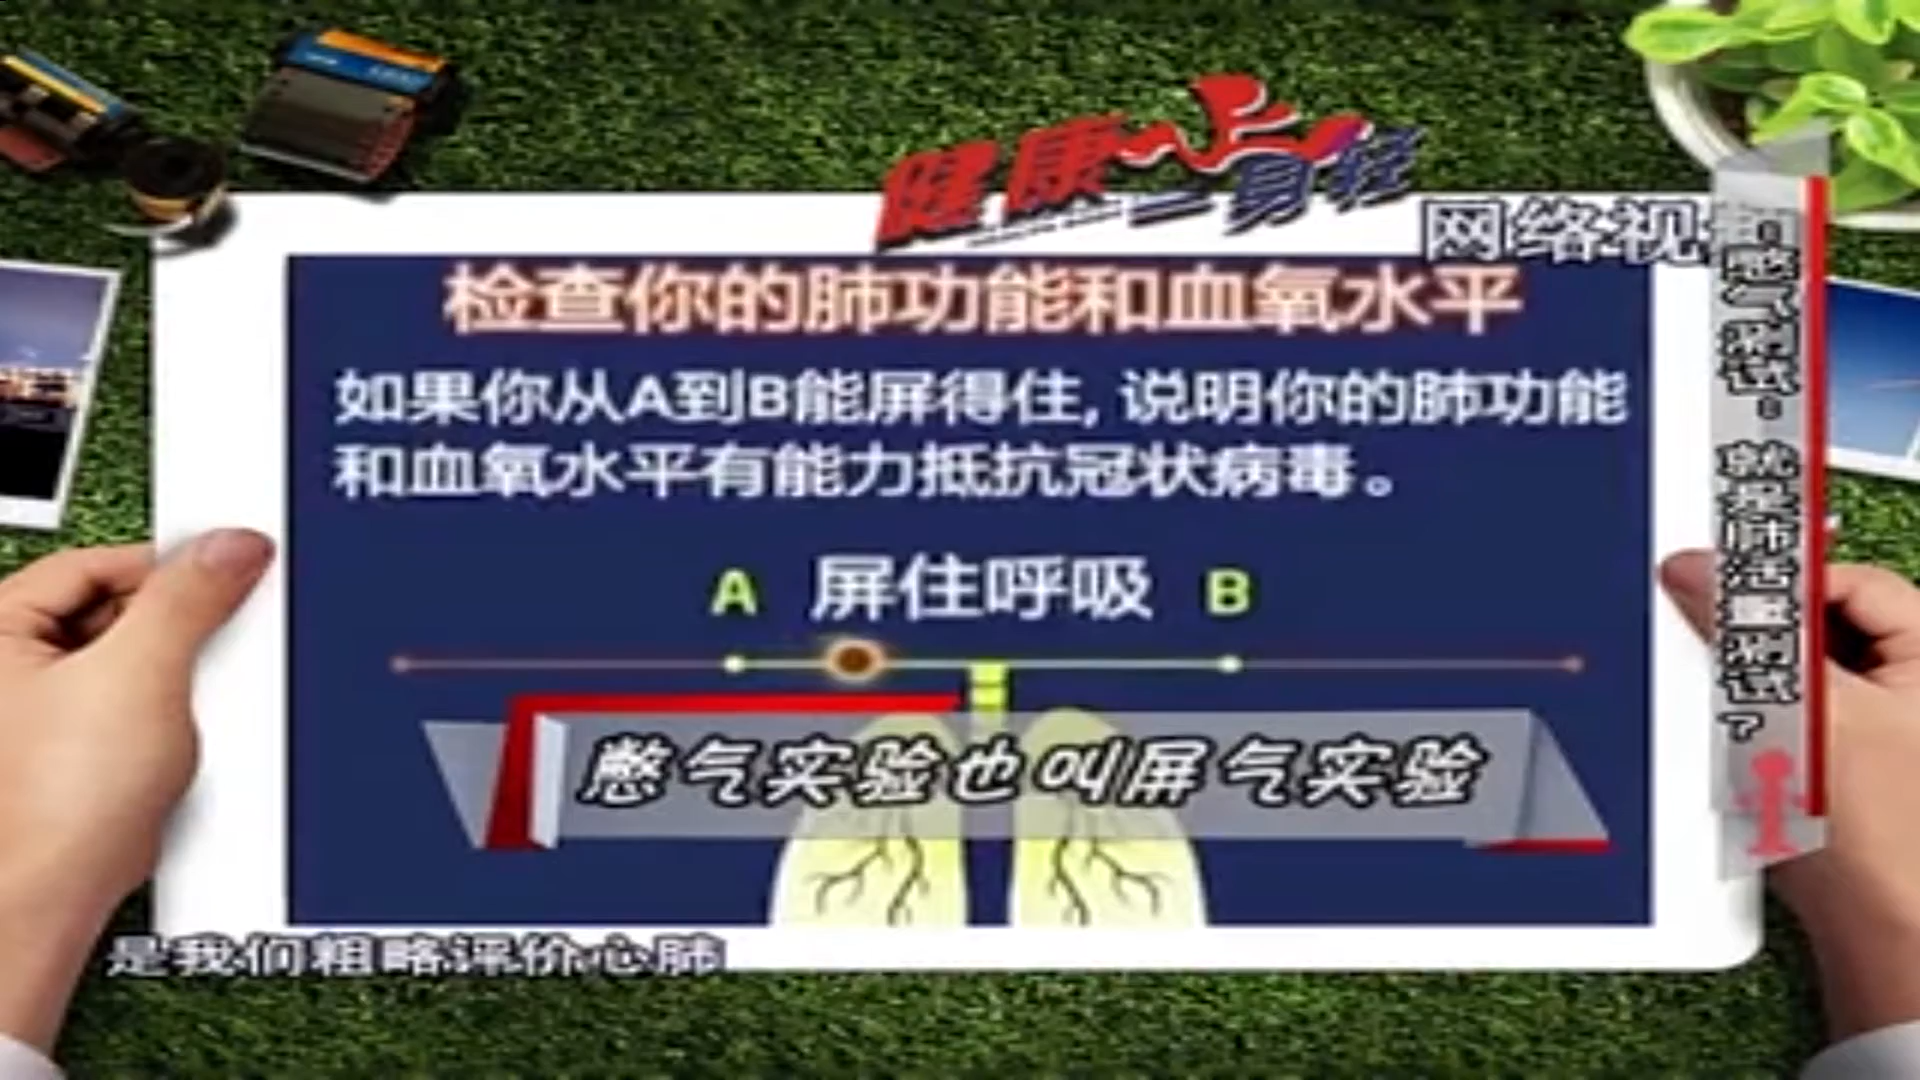 健康一身轻
网络视频
检查你的肺功能和血氧水平
如果你从A到B能屏得住, 说明你的肺功能
和血氧水平有能力抵抗冠状病毒。
A 屏住呼吸 B
憋气实验也叫屏气实验
是我们粗略评价心肺
“憋气测试”就是肺活量测试？